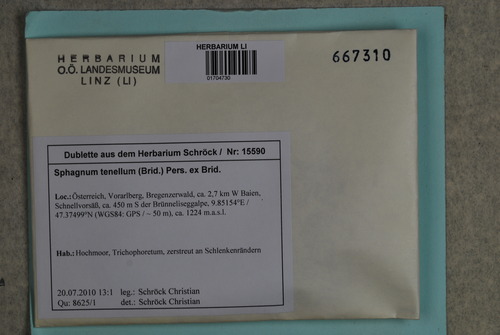 HERBARIUM
O.Ö. LANDESMUSEUM
LINZ (LI)
HERBARIUM LI
01704730
667310
Dublette aus dem Herbarium Schröck / Nr: 15590
Sphagnum tenellum (Brid.) Pers. ex Brid.
Loc.:Österreich, Vorarlberg, Bregenzerwald, ca. 2,7 km W Baien,
Schnellvorsäß, ca. 450 m S der Brünneliseggalpe, 9.85154°E /
47.37499°N (WGS84: GPS / ~ 50 m), ca. 1224 m.a.s.l.
Hab.:Hochmoor, Trichophoretum, zerstreut an Schlenkenrändern
20.07.2010 13:1 leg.: Schröck Christian
Qu: 8625/1 det.: Schröck Christian